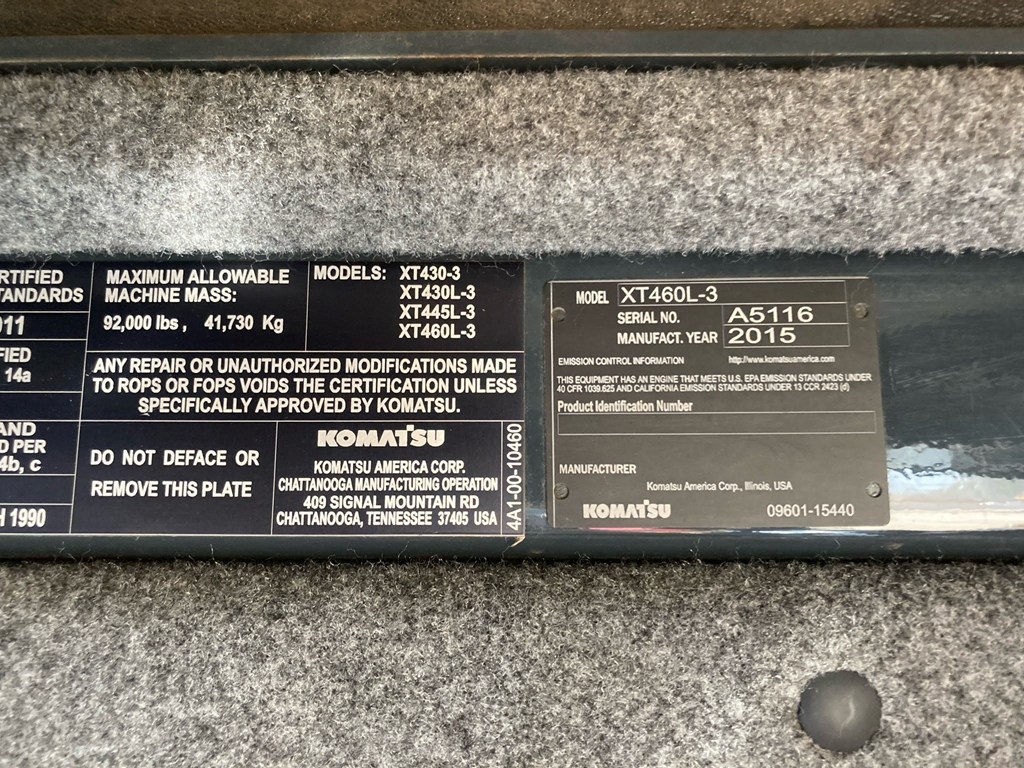 RTIFIED
TANDARDS
011
FIED
14a
AND
D PER
4b, c
H 1990
MAXIMUM ALLOWABLE
MACHINE MASS:
92,000 lbs , 41,730 Kg
MODELS: XT430-3
XT430L-3
XT445L-3
XT460L-3
ANY REPAIR OR UNAUTHORIZED MODIFICATIONS MADE
TO ROPS OR FOPS VOIDS THE CERTIFICATION UNLESS
SPECIFICALLY APPROVED BY KOMATSU.
DO NOT DEFACE OR
REMOVE THIS PLATE
KOMATSU
KOMATSU AMERICA CORP.
CHATTANOOGA MANUFACTURING OPERATION
409 SIGNAL MOUNTAIN RD
CHATTANOOGA, TENNESSEE 37405 USA
4A1-00-10460
MODEL XT460L-3
SERIAL NO. A5116
MANUFACT. YEAR 2015
EMISSION CONTROL INFORMATION http://www.komatsuamerica.com
THIS EQUIPMENT HAS AN ENGINE THAT MEETS U.S. EPA EMISSION STANDARDS UNDER
40 CFR 1039.625 AND CALIFORNIA EMISSION STANDARDS UNDER 13 CCR 2423 (d)
Product Identification Number
MANUFACTURER
Komatsu America Corp., Illinois, USA
KOMATSU 09601-15440